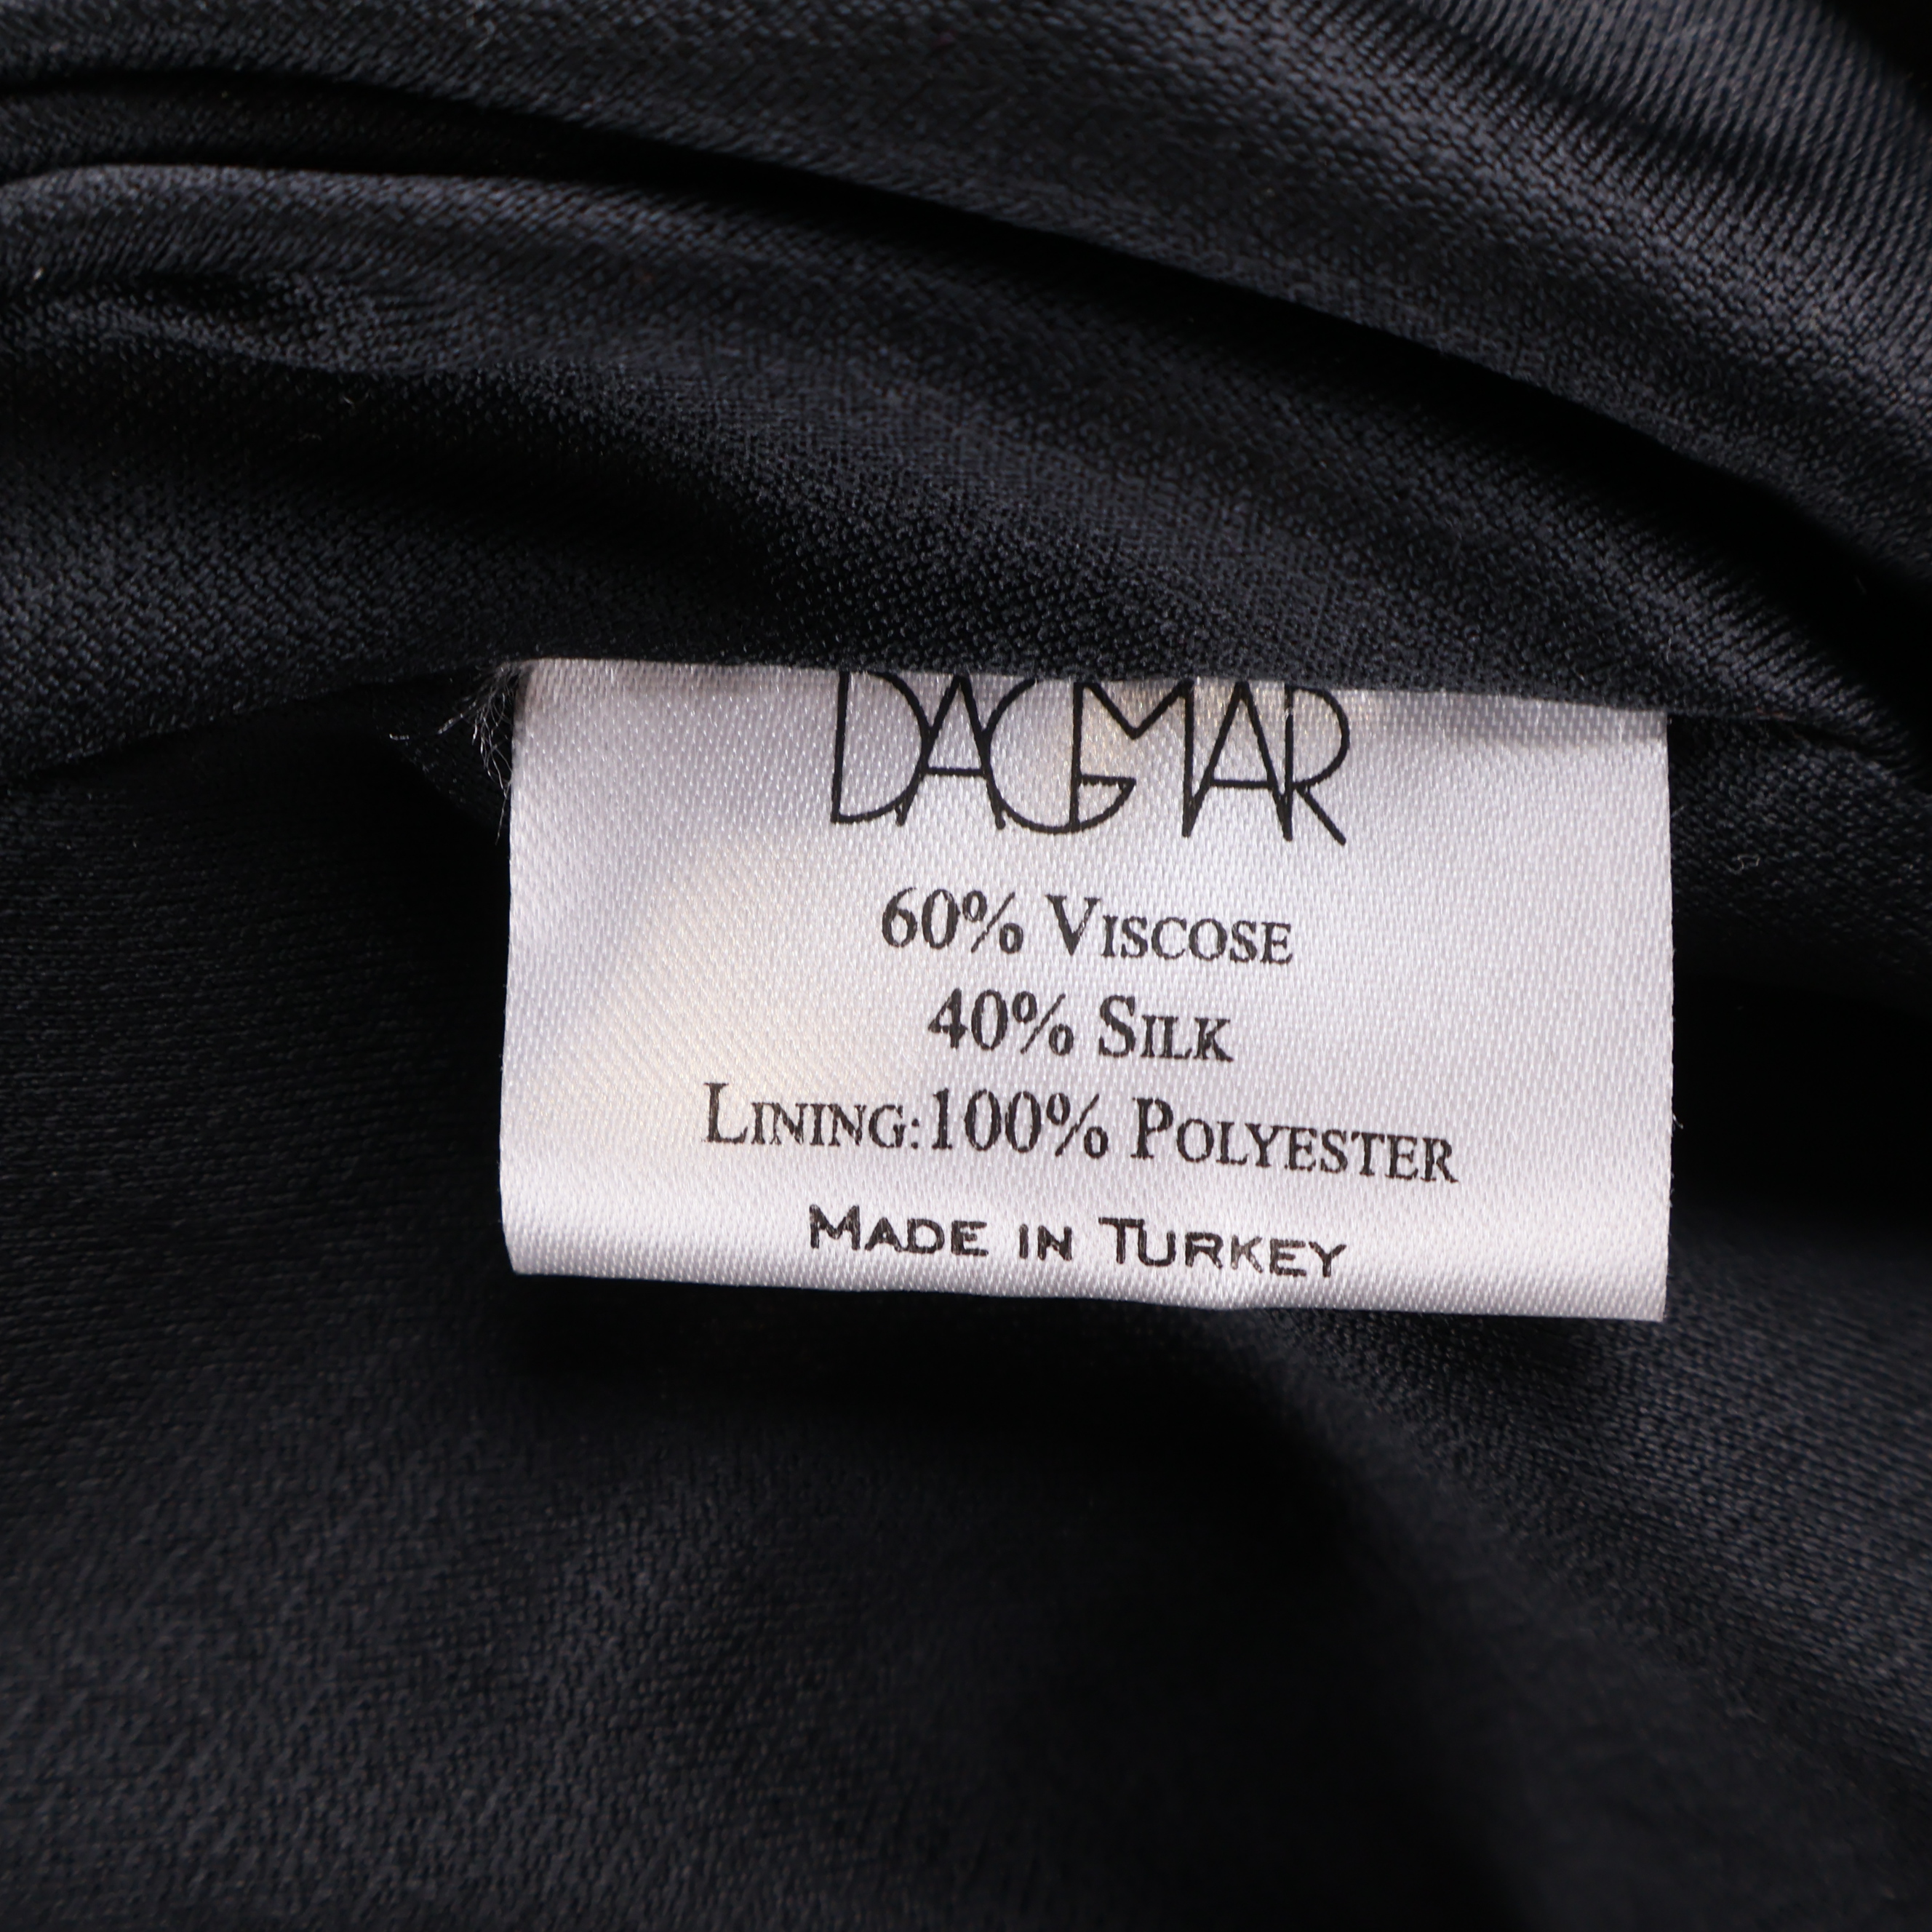 DAGMAR
60% VISCOSE
40% SILK
LINING:100% POLYESTER
MADE IN TURKEY